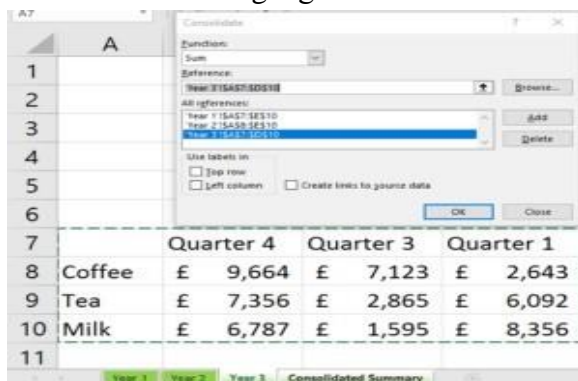 A7
Consolidate ? ×
Function:
Sum
Reference:
'Year 3'!$A$7:$D$10 Browse...
All references:
'Year 1'!$A$7:$E$10 Add
'Year 2'!$A$8:$E$10
'Year 3'!$A$7:$D$10 Delete
Use labels in
Top row
Left column Create links to source data
OK Close
A
1
2
3
4
5
6
7 Quarter 4 Quarter 3 Quarter 1
8 Coffee £ 9,664 £ 7,123 £ 2,643
9 Tea £ 7,356 £ 2,865 £ 6,092
10 Milk £ 6,787 £ 1,595 £ 8,356
11
Year 1 Year 2 Year 3 Consolidated Summary